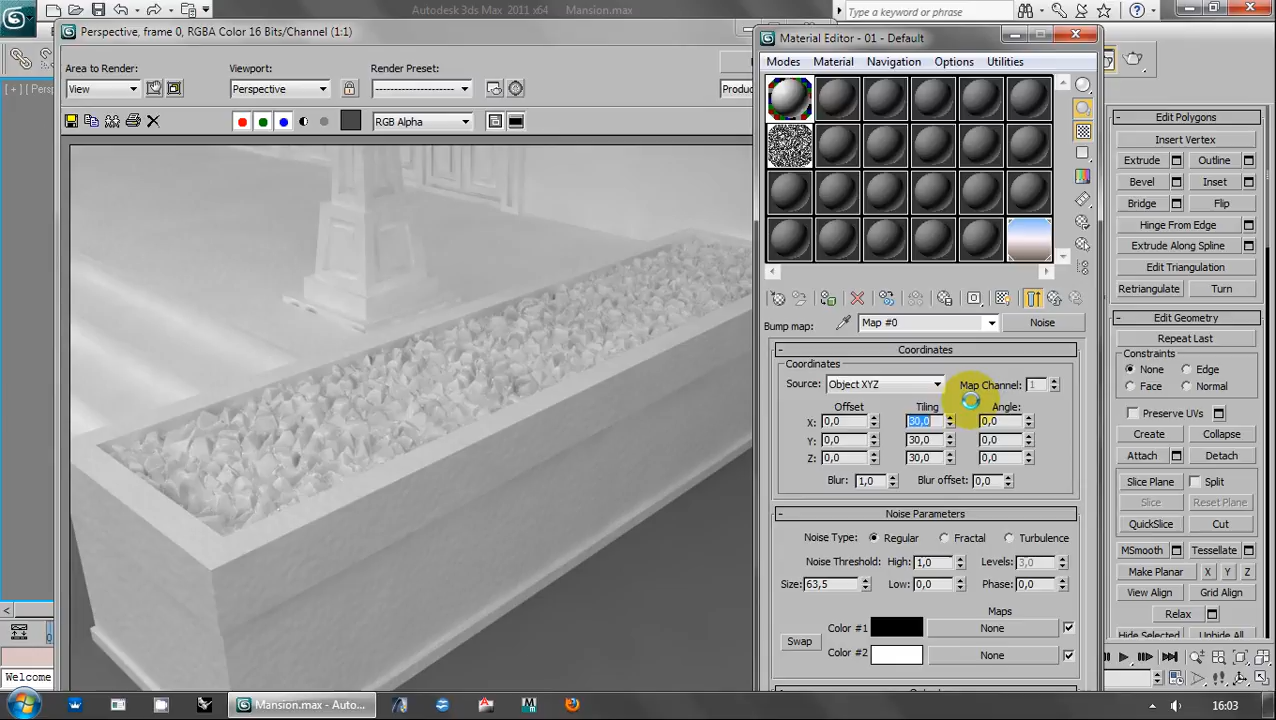 Autodesk 3ds Max 2011 x64 Mansion.max
Type a keyword or phrase
Perspective, frame 0, RGBA Color 16 Bits/Channel (1:1)
Area to Render:
View
Viewport:
Perspective
Render Preset:
--------------------
Produc
RGB Alpha
[ + ] [ Persp
Material Editor - 01 - Default
Modes Material Navigation Options Utilities
Bump map:
Map #0
Noise
- Coordinates
Coordinates
Source: Object XYZ
Map Channel: 1
Offset Tiling Angle:
X: 0,0 30,0 0,0
Y: 0,0 30,0 0,0
Z: 0,0 30,0 0,0
Blur: 1,0 Blur offset: 0,0
- Noise Parameters
Noise Type: Regular Fractal Turbulence
Noise Threshold: High: 1,0 Levels: 3,0
Size: 63,5 Low: 0,0 Phase: 0,0
Maps
Swap
Color #1 None
Color #2 None
- Edit Polygons
Insert Vertex
Extrude Outline
Bevel Inset
Bridge Flip
Hinge From Edge
Extrude Along Spline
Edit Triangulation
Retriangulate Turn
- Edit Geometry
Repeat Last
Constraints
None Edge
Face Normal
Preserve UVs
Create Collapse
Attach Detach
Slice Plane Split
Slice Reset Plane
QuickSlice Cut
MSmooth Tessellate
Make Planar X Y Z
View Align Grid Align
Relax
Hide Selected Unhide All
Welcome
Mansion.max - Auto...
16:03